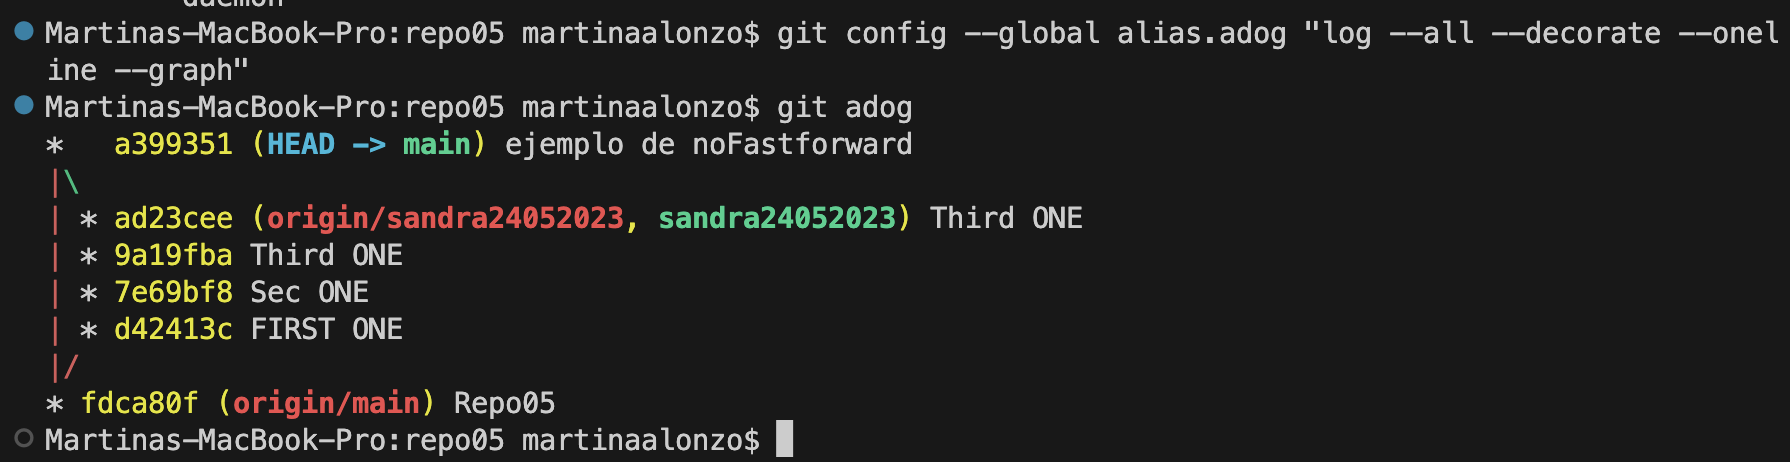 daemon
Martinas-MacBook-Pro:repo05 martinaalonzo$ git config --global alias.adog "log --all --decorate --onel
ine --graph"
Martinas-MacBook-Pro:repo05 martinaalonzo$ git adog
*   a399351 (HEAD -> main) ejemplo de noFastforward
|\
| * ad23cee (origin/sandra24052023, sandra24052023) Third ONE
| * 9a19fba Third ONE
| * 7e69bf8 Sec ONE
| * d42413c FIRST ONE
|/
* fdca80f (origin/main) Repo05
Martinas-MacBook-Pro:repo05 martinaalonzo$